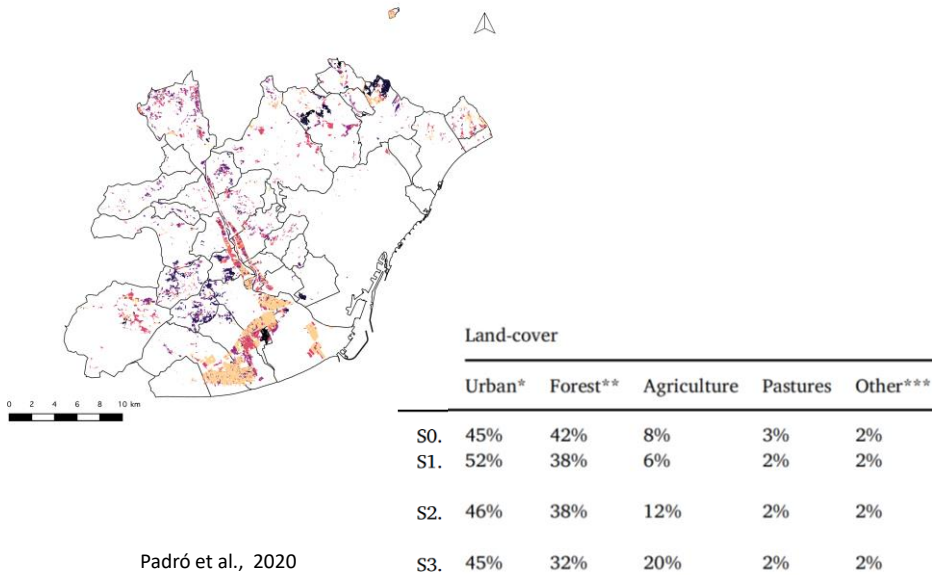 Land-cover
Urban* Forest** Agriculture Pastures Other***
0 2 4 6 8 10 km
S0. 45% 42% 8% 3% 2%
S1. 52% 38% 6% 2% 2%
S2. 46% 38% 12% 2% 2%
S3. 45% 32% 20% 2% 2%
Padró et al., 2020